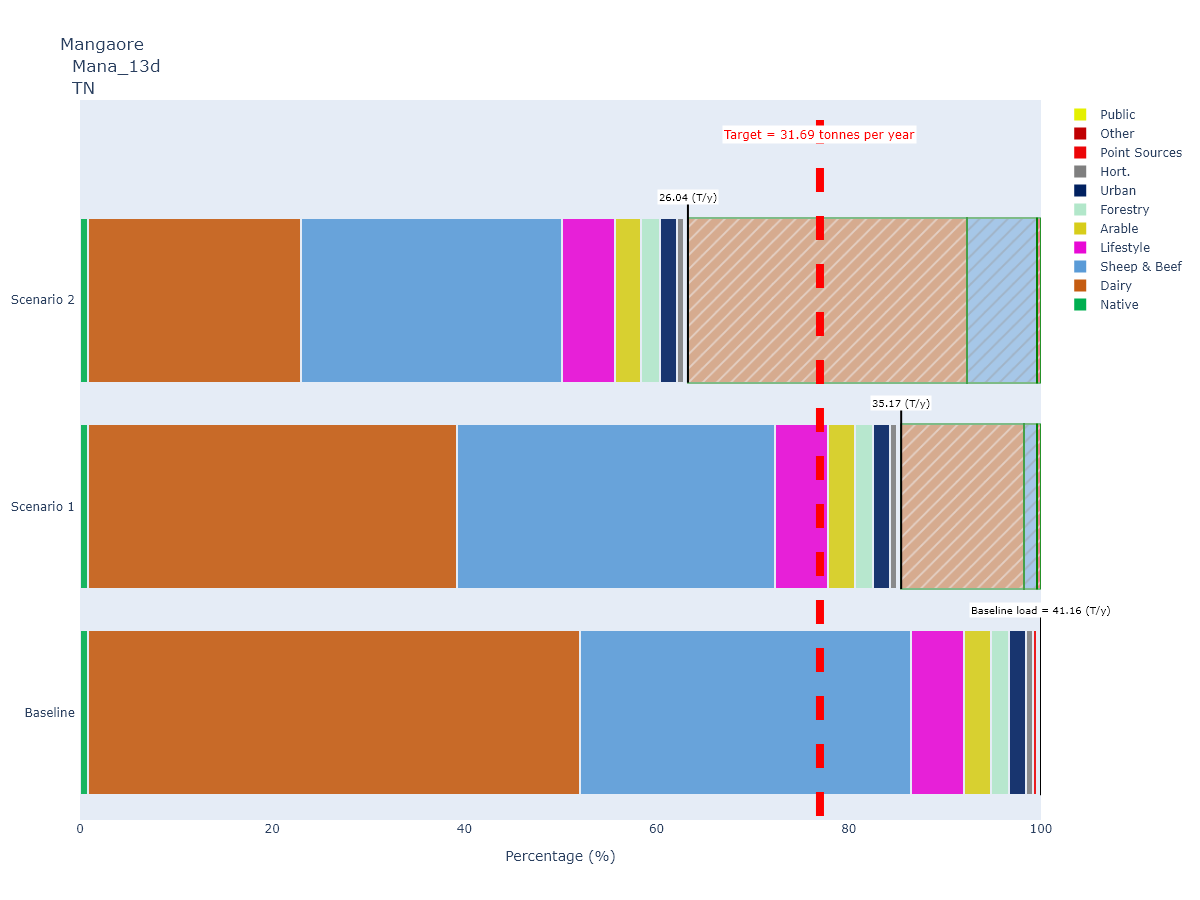 Mangaore
Mana_13d
TN
Target = 31.69 tonnes per year
26.04 (T/y)
Scenario 2
35.17 (T/y)
Scenario 1
Baseline load = 41.16 (T/y)
Baseline
0 20 40 60 80 100
Percentage (%)
Public
Other
Point Sources
Hort.
Urban
Forestry
Arable
Lifestyle
Sheep & Beef
Dairy
Native